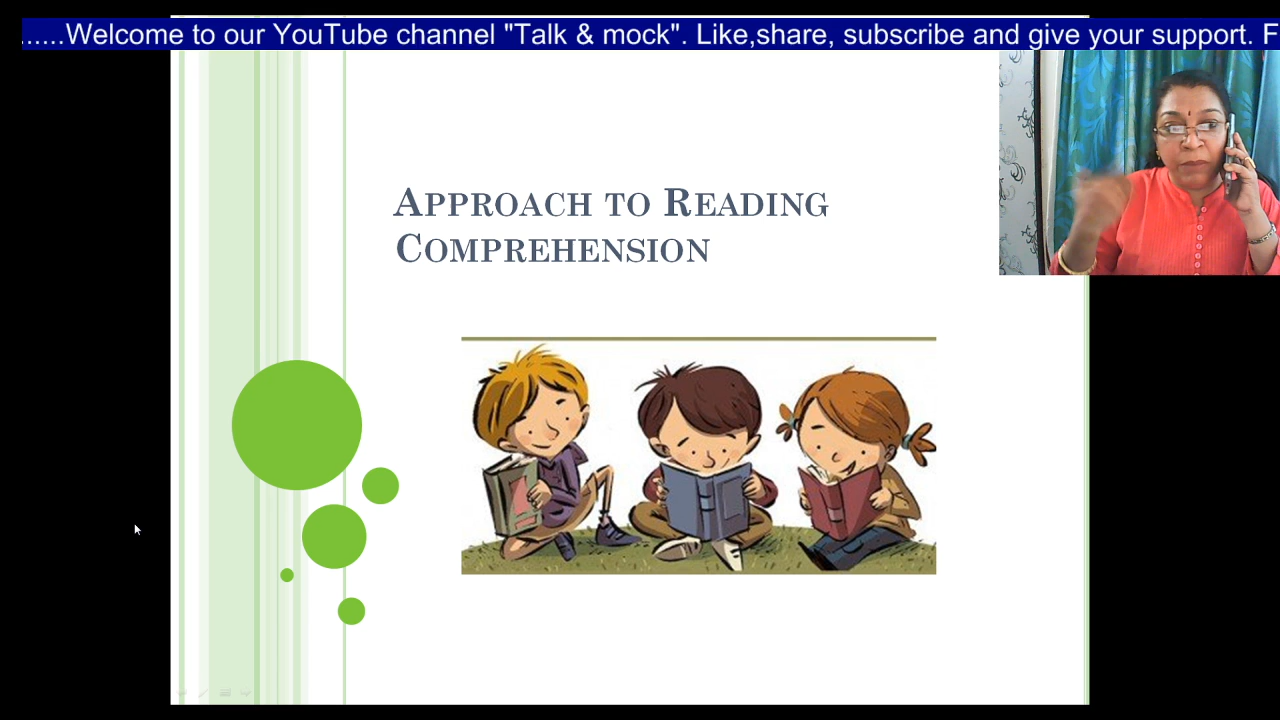 ......Welcome to our YouTube channel "Talk & mock". Like,share, subscribe and give your support. F
APPROACH TO READING
COMPREHENSION